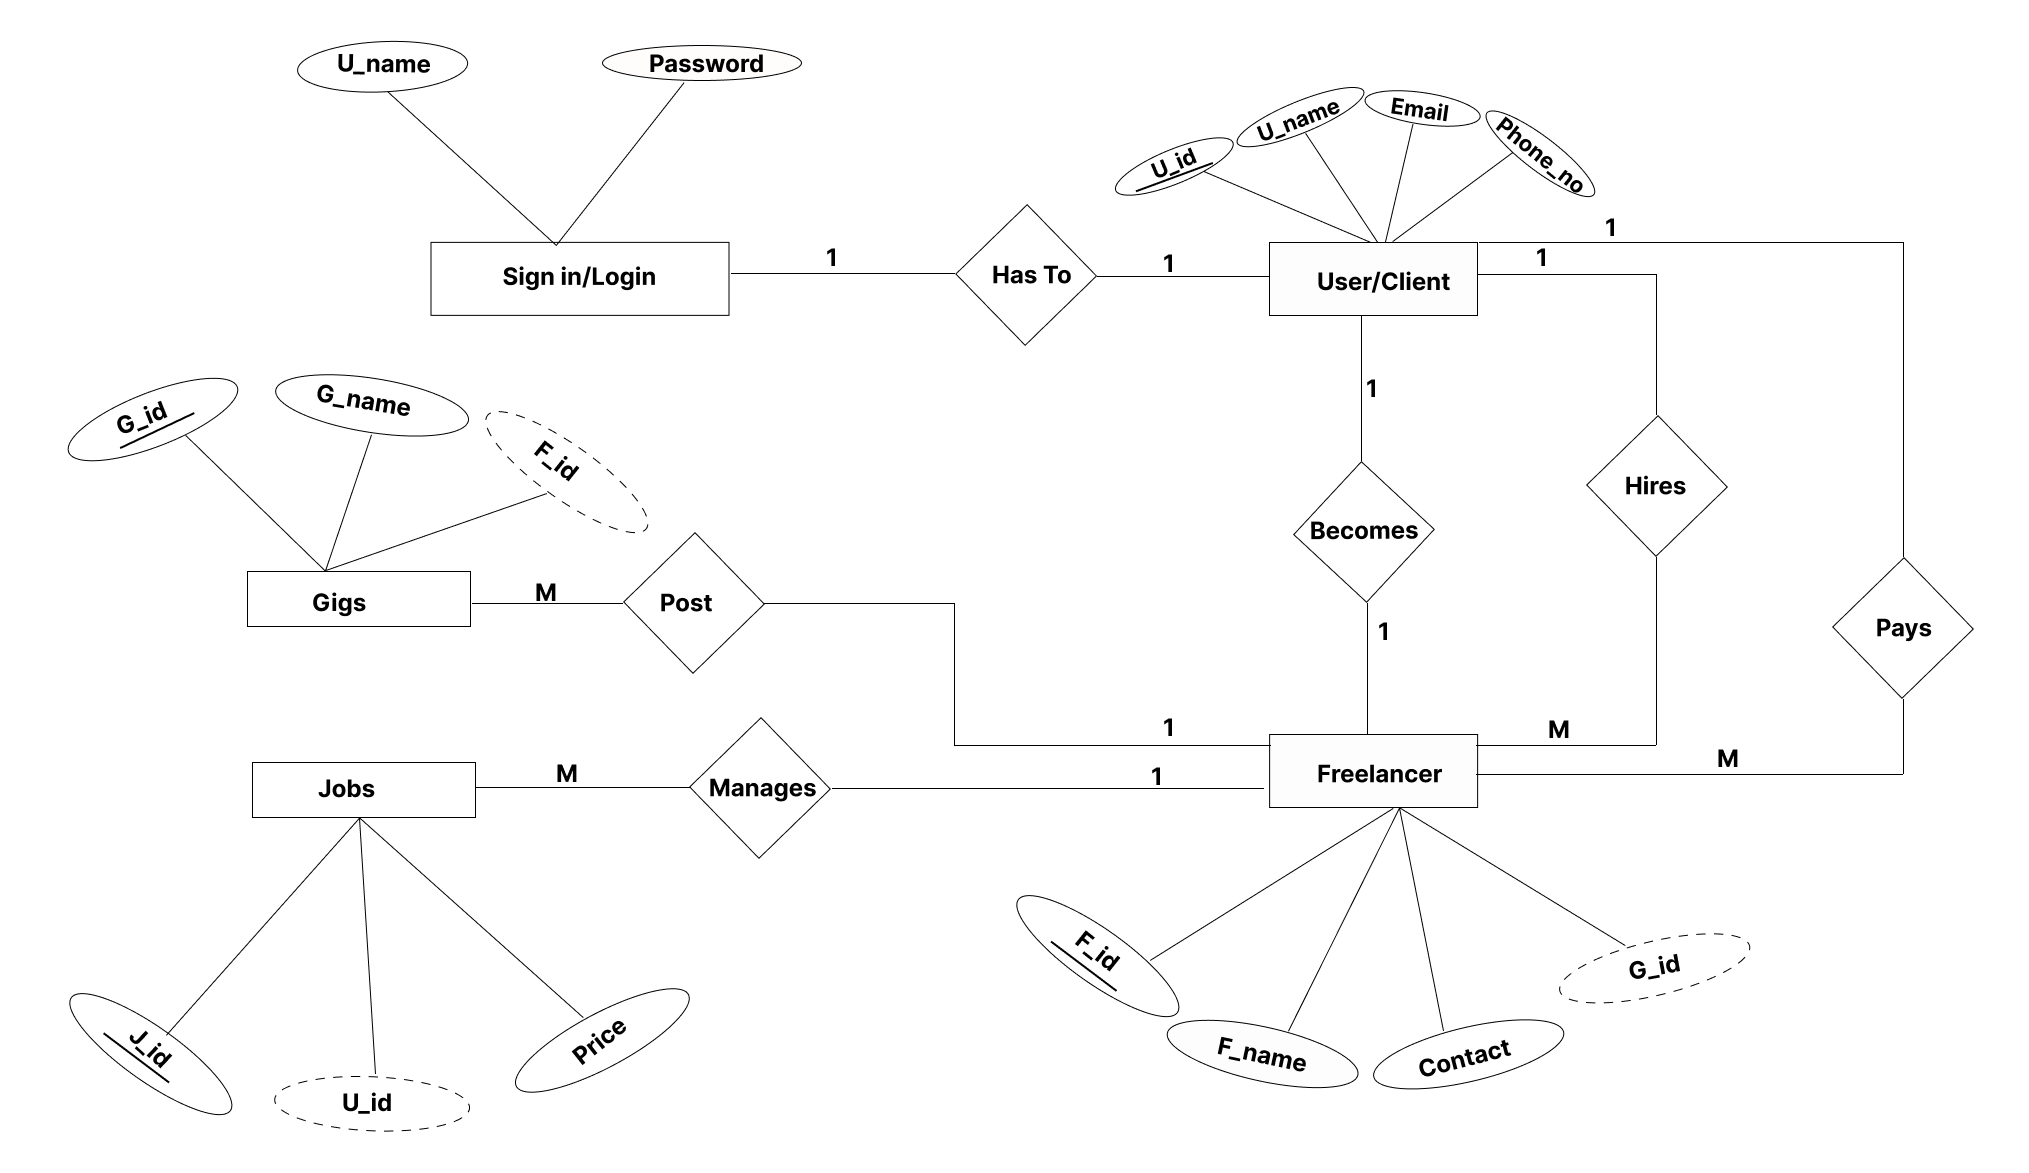 U_name
Password
U_id
U_name
Email
Phone_no
1
1
Sign in/Login
1
Has To
1
User/Client
G_id
G_name
F_id
1
Hires
Becomes
Gigs
M
Post
1
Pays
1
M
M
Jobs
M
Manages
1
Freelancer
F_id
G_id
J_id
U_id
Price
F_name
Contact